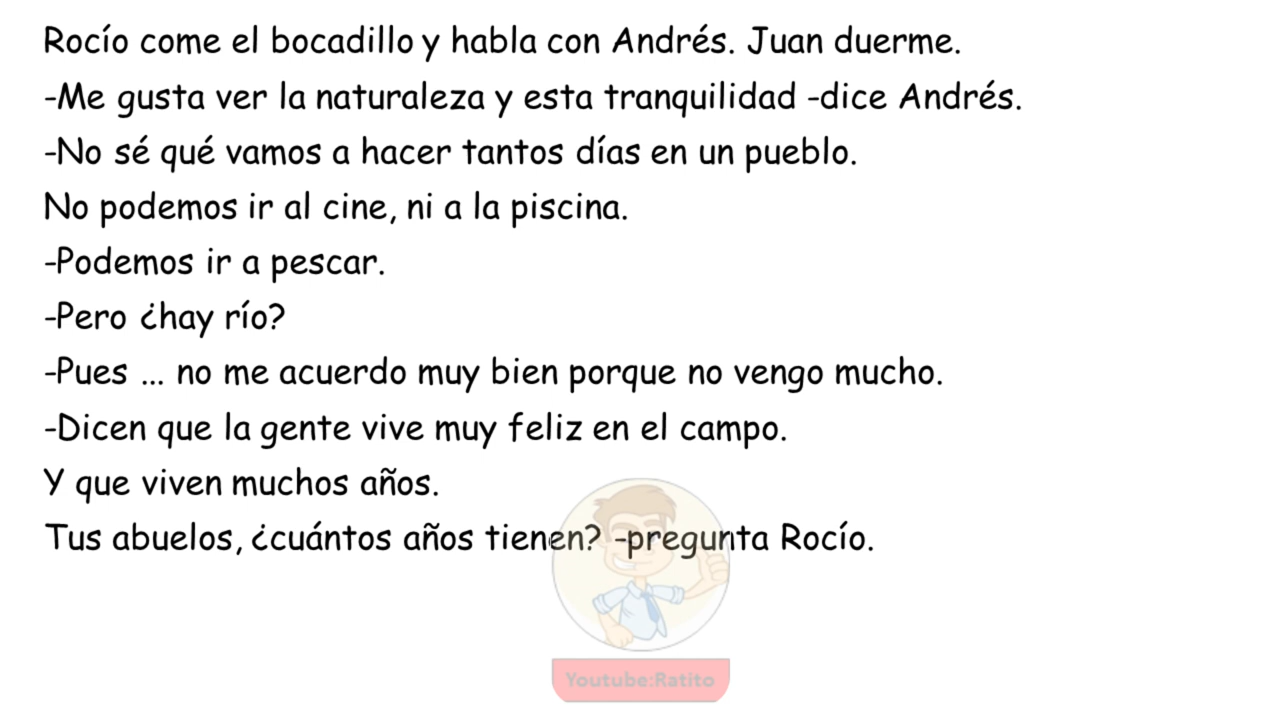 Rocío come el bocadillo y habla con Andrés. Juan duerme.
-Me gusta ver la naturaleza y esta tranquilidad -dice Andrés.
-No sé qué vamos a hacer tantos días en un pueblo.
No podemos ir al cine, ni a la piscina.
-Podemos ir a pescar.
-Pero ¿hay río?
-Pues ... no me acuerdo muy bien porque no vengo mucho.
-Dicen que la gente vive muy feliz en el campo.
Y que viven muchos años.
Tus abuelos, ¿cuántos años tienen? -pregunta Rocío.
Youtube:Ratito